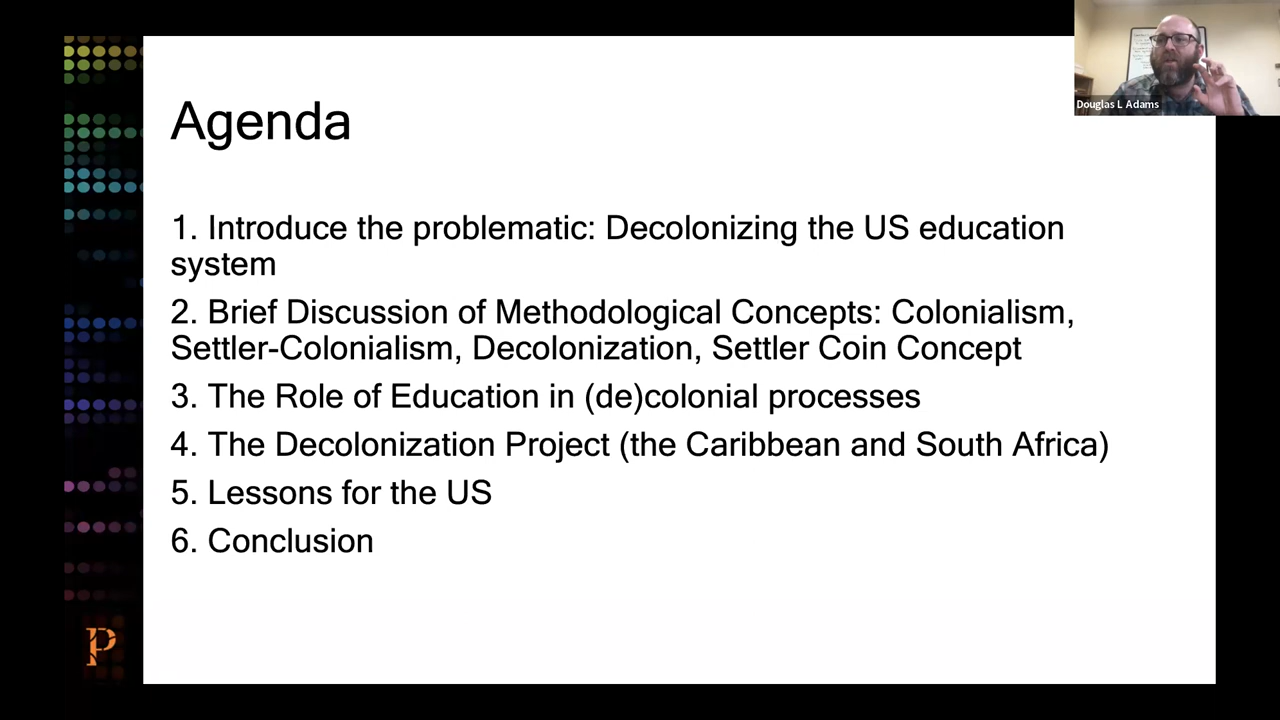 Douglas L Adams
Agenda
1. Introduce the problematic: Decolonizing the US education
system
2. Brief Discussion of Methodological Concepts: Colonialism,
Settler-Colonialism, Decolonization, Settler Coin Concept
3. The Role of Education in (de)colonial processes
4. The Decolonization Project (the Caribbean and South Africa)
5. Lessons for the US
6. Conclusion
P